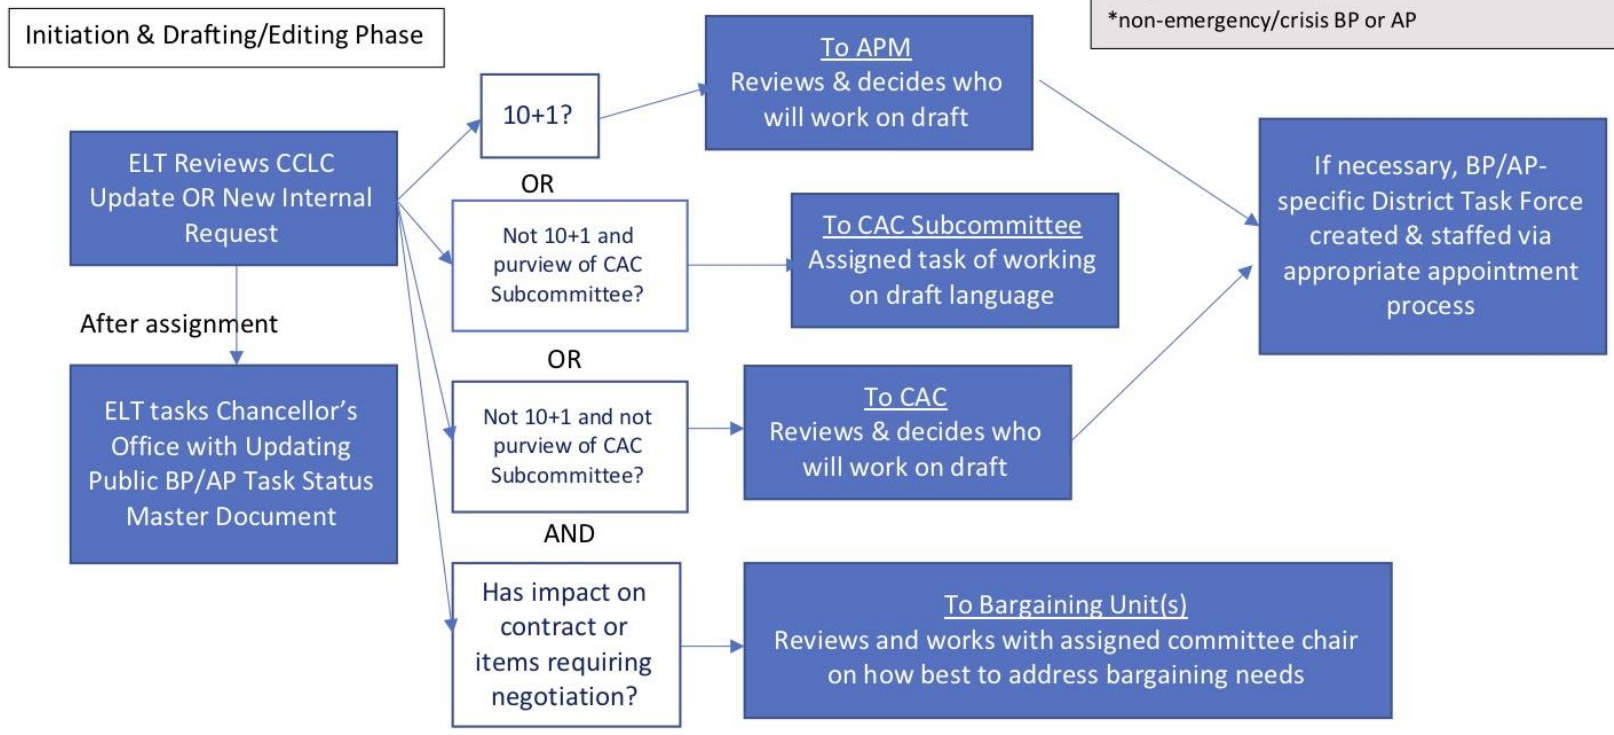 Initiation & Drafting/Editing Phase
*non-emergency/crisis BP or AP
ELT Reviews CCLC
Update OR New Internal
Request
After assignment
ELT tasks Chancellor's
Office with Updating
Public BP/AP Task Status
Master Document
10+1?
OR
Not 10+1 and
purview of CAC
Subcommittee?
OR
Not 10+1 and not
purview of CAC
Subcommittee?
AND
Has impact on
contract or
items requiring
negotiation?
To APM
Reviews & decides who
will work on draft
To CAC Subcommittee
Assigned task of working
on draft language
To CAC
Reviews & decides who
will work on draft
To Bargaining Unit(s)
Reviews and works with assigned committee chair
on how best to address bargaining needs
If necessary, BP/AP-
specific District Task Force
created & staffed via
appropriate appointment
process